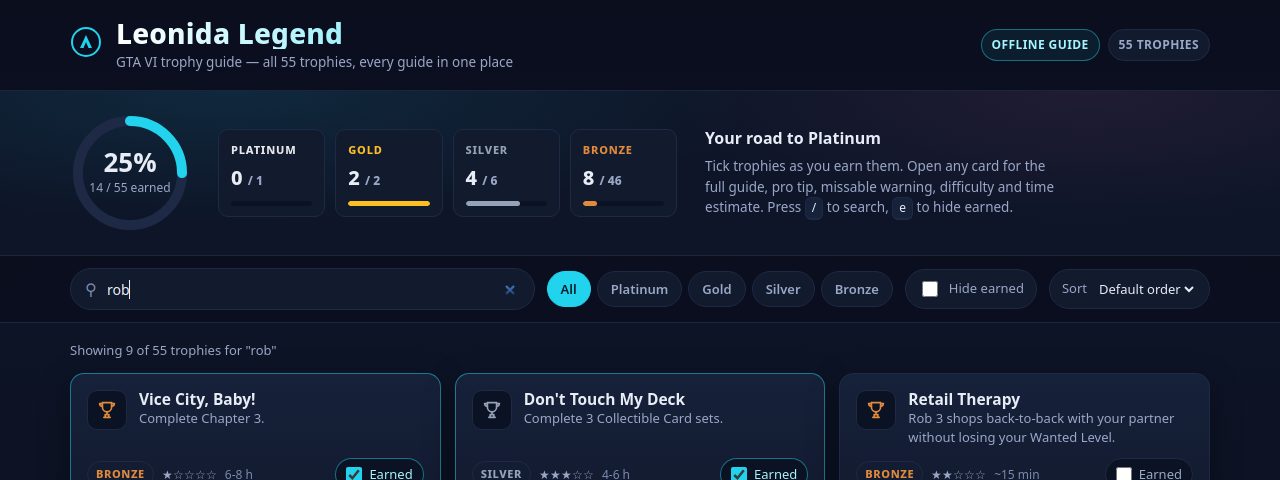 Leonida Legend
GTA VI trophy guide — all 55 trophies, every guide in one place
OFFLINE GUIDE
55 TROPHIES
25%
14 / 55 earned
PLATINUM
0 / 1
GOLD
2 / 2
SILVER
4 / 6
BRONZE
8 / 46
Your road to Platinum
Tick trophies as you earn them. Open any card for the
full guide, pro tip, missable warning, difficulty and time
estimate. Press / to search, e to hide earned.
rob
All
Platinum
Gold
Silver
Bronze
Hide earned
Sort Default order
Showing 9 of 55 trophies for "rob"
Vice City, Baby!
Complete Chapter 3.
BRONZE ★☆☆☆☆ 6-8 h
Earned
Don't Touch My Deck
Complete 3 Collectible Card sets.
SILVER ★★★☆☆ 4-6 h
Earned
Retail Therapy
Rob 3 shops back-to-back with your partner
without losing your Wanted Level.
BRONZE ★★☆☆☆ ~15 min
Earned